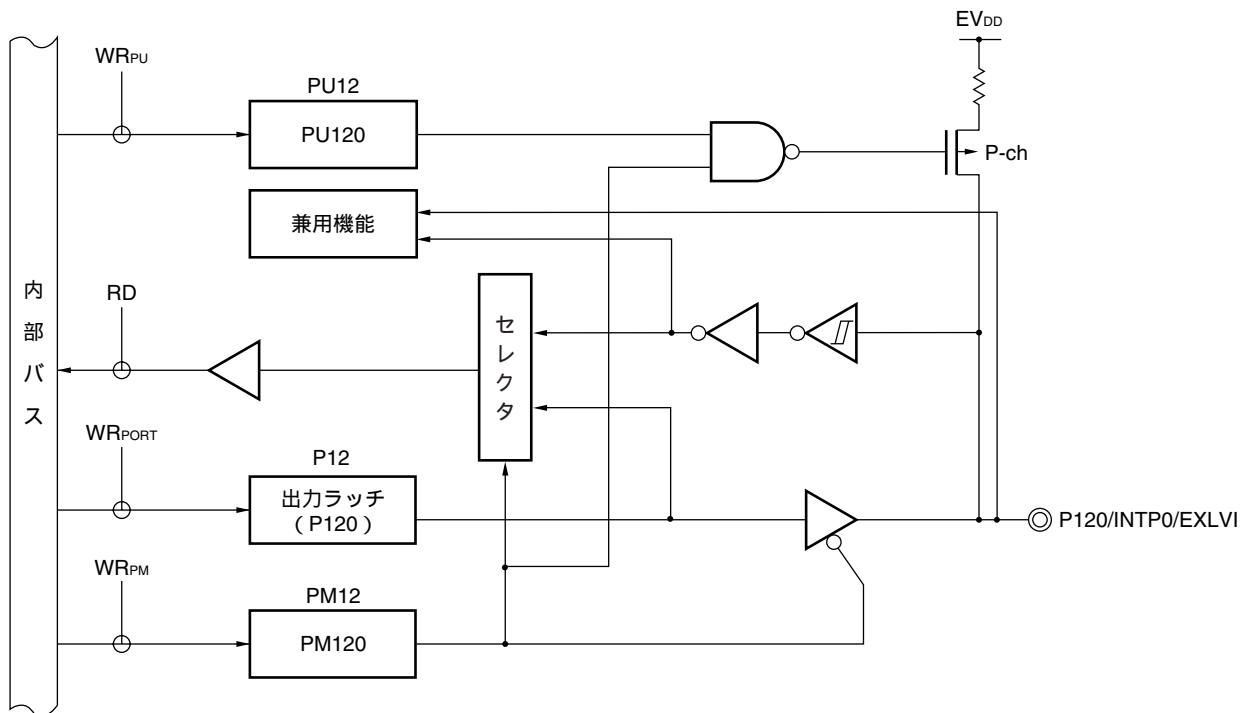 EVDD
WRPU
PU12
PU120
P-ch
兼用機能
内部バス
RD
セレクタ
WRPORT
P12
出力ラッチ
（P120）
P120/INTP0/EXLVI
WRPM
PM12
PM120